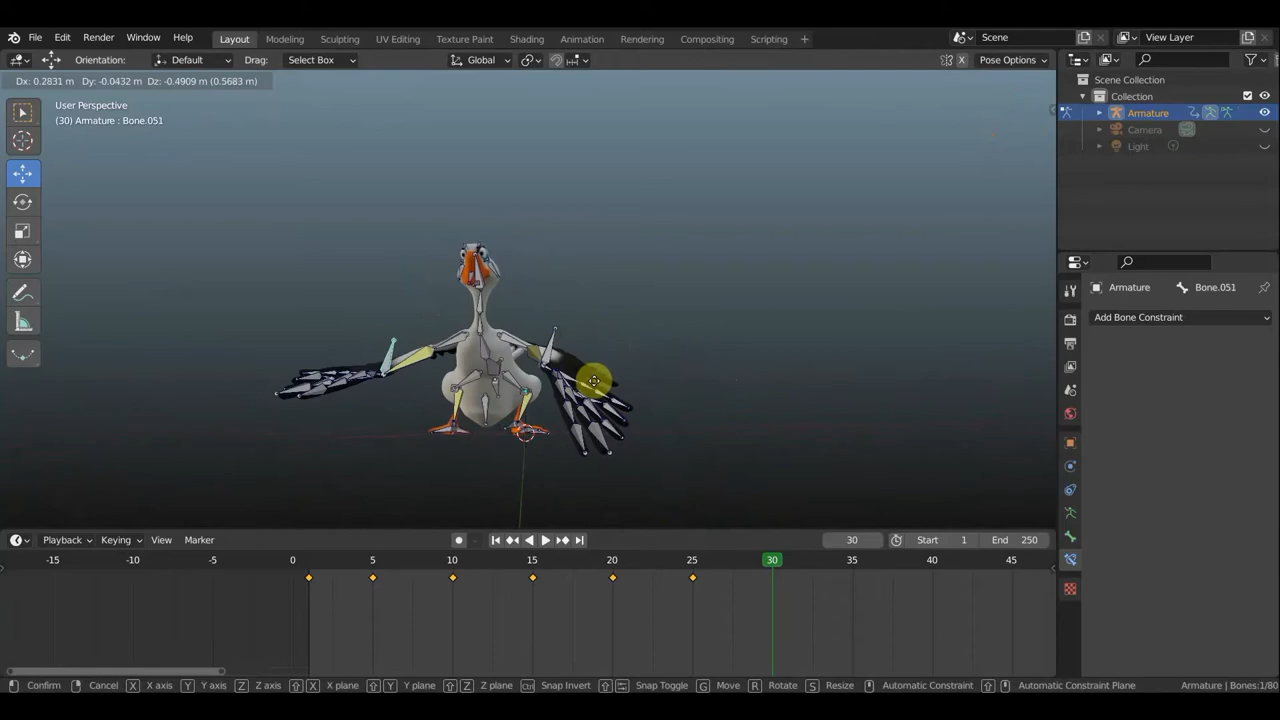 File Edit Render Window Help Layout Modeling Sculpting UV Editing Texture Paint Shading Animation Rendering Compositing Scripting + Scene View Layer
Orientation: Default Drag: Select Box Global X Pose Options
Dx: 0.2831 m Dy: -0.0432 m Dz: -0.4909 m (0.5683 m)
User Perspective
(30) Armature : Bone.051
Scene Collection
Collection
Armature
Camera
Light
Armature Bone.051
Add Bone Constraint
Playback Keying View Marker 30 Start 1 End 250
-15 -10 -5 0 5 10 15 20 25 30 35 40 45
Confirm Cancel X X axis Y Y axis Z Z axis X X plane Y Y plane Z Z plane Ctrl Snap Invert Snap Toggle G Move R Rotate S Resize Automatic Constraint Automatic Constraint Plane Armature | Bones:1/80